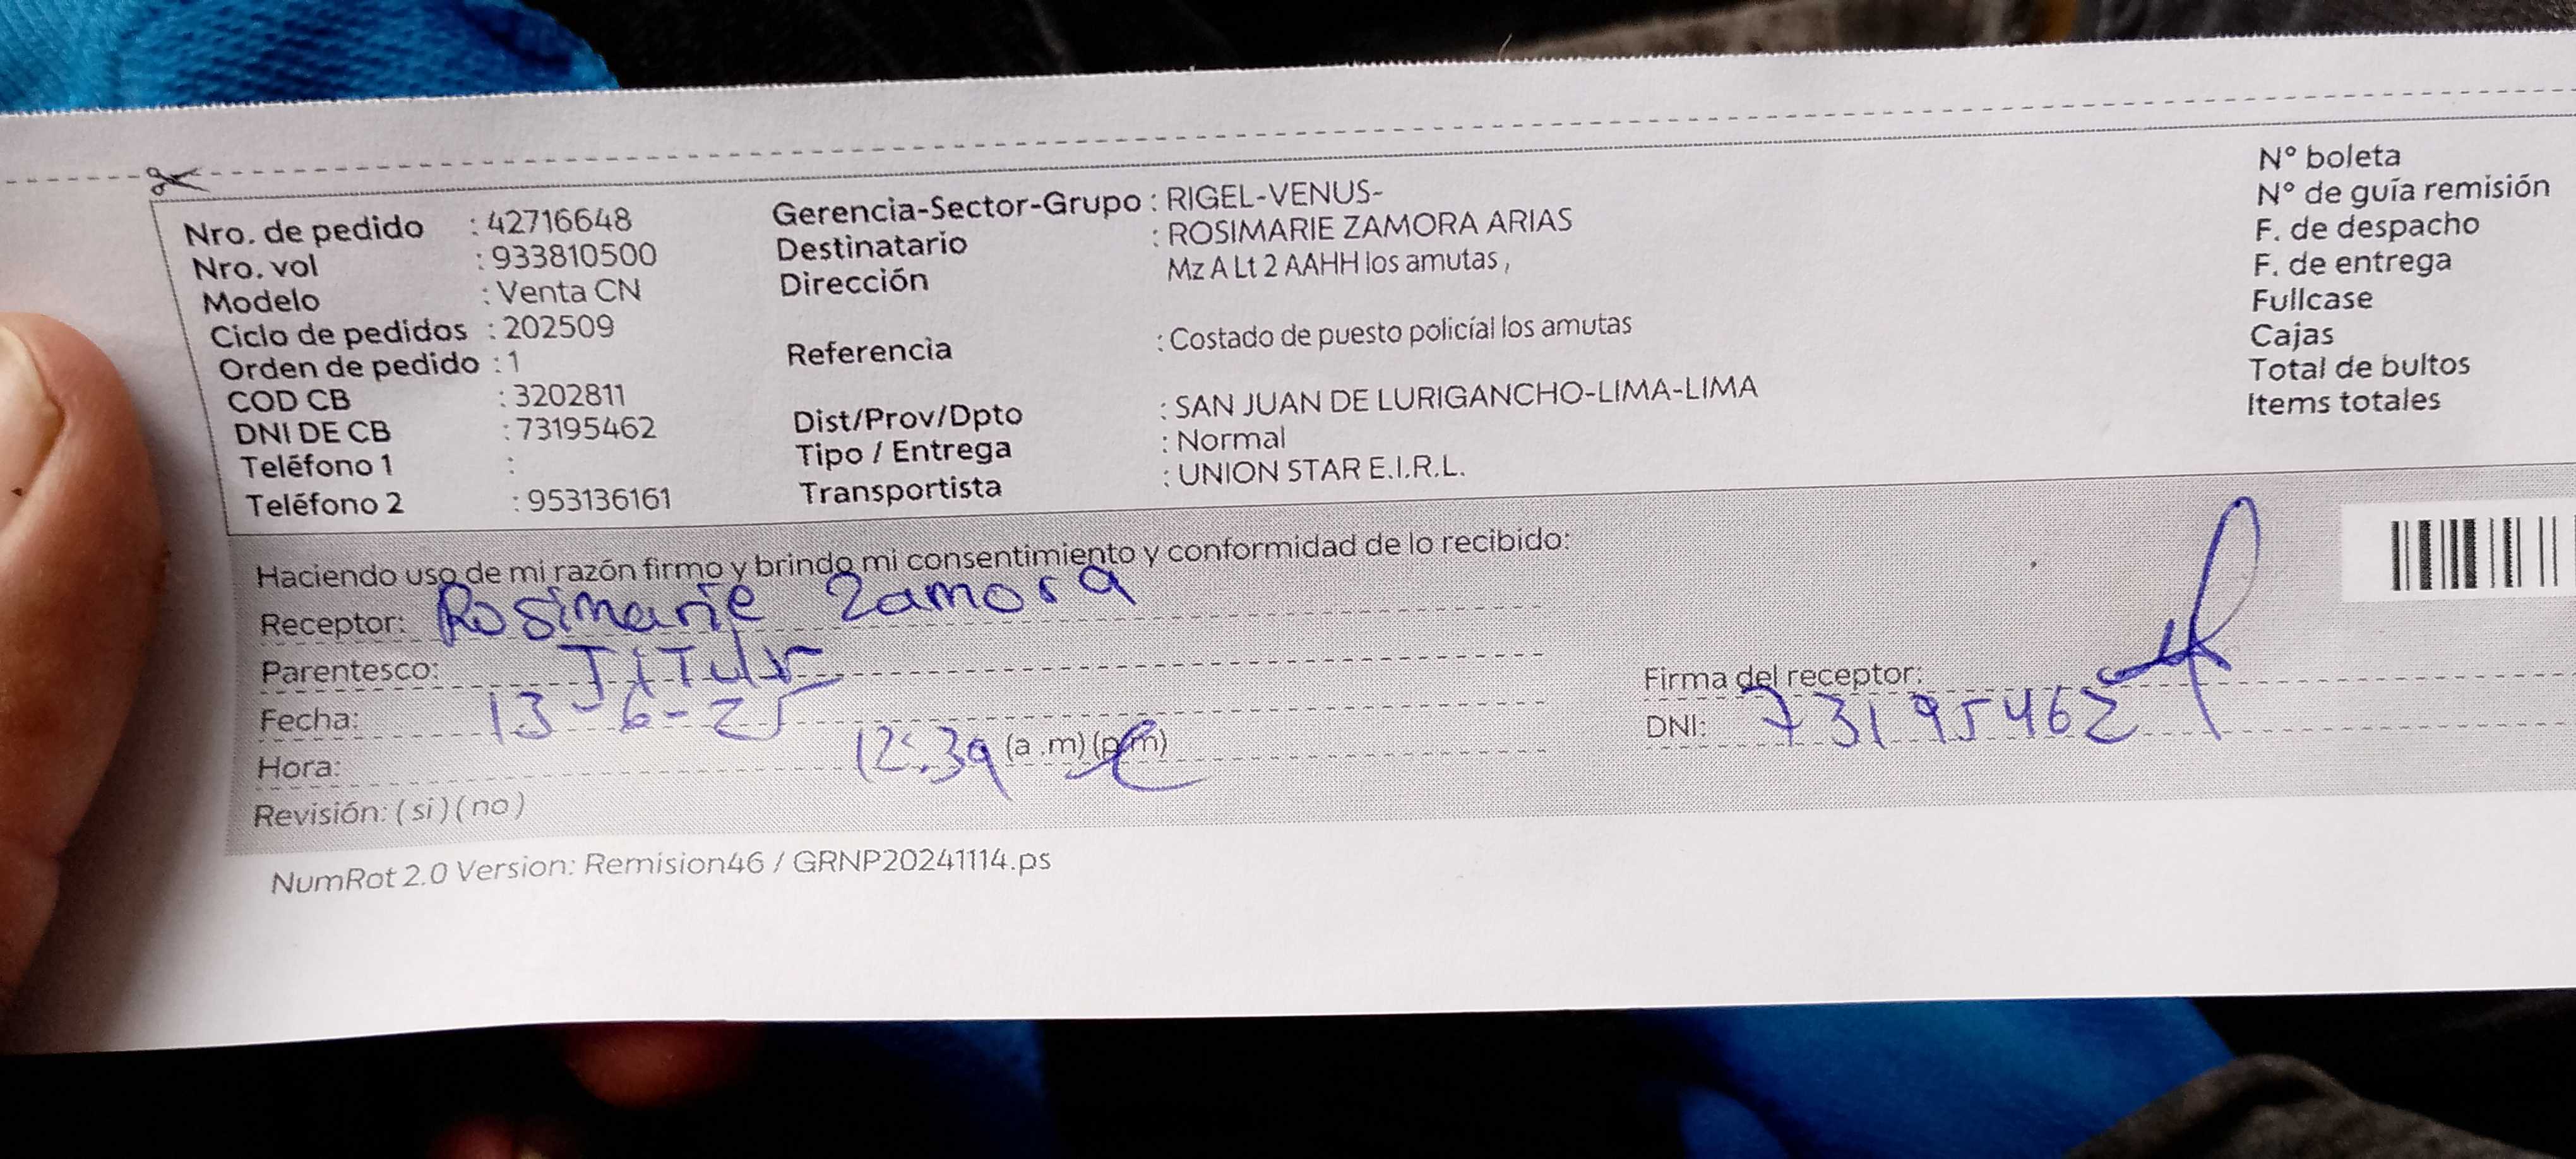 Nro. de pedido : 42716648
Nro. vol : 933810500
Modelo : Venta CN
Ciclo de pedidos : 202509
Orden de pedido : 1
COD CB : 3202811
DNI DE CB : 73195462
Teléfono 1 :
Teléfono 2 : 953136161
Gerencia-Sector-Grupo : RIGEL-VENUS-
Destinatario : ROSIMARIE ZAMORA ARIAS
Dirección Mz A Lt 2 AAHH los amutas ,
Referencia : Costado de puesto policíal los amutas
Dist/Prov/Dpto : SAN JUAN DE LURIGANCHO-LIMA-LIMA
Tipo / Entrega : Normal
Transportista : UNION STAR E.I.R.L.
N° boleta
N° de guía remisión
F. de despacho
F. de entrega
Fullcase
Cajas
Total de bultos
Items totales
Haciendo uso de mi razón firmo y brindo mi consentimiento y conformidad de lo recibido:
Receptor: Rosimarie Zamora
Parentesco: Titular
Fecha: 13-6-25
Hora: 12:39 (a .m) (p.m)
Revisión: ( si ) ( no )
Firma del receptor:
DNI: 73195462
NumRot 2.0 Version: Remision46 / GRNP20241114.ps